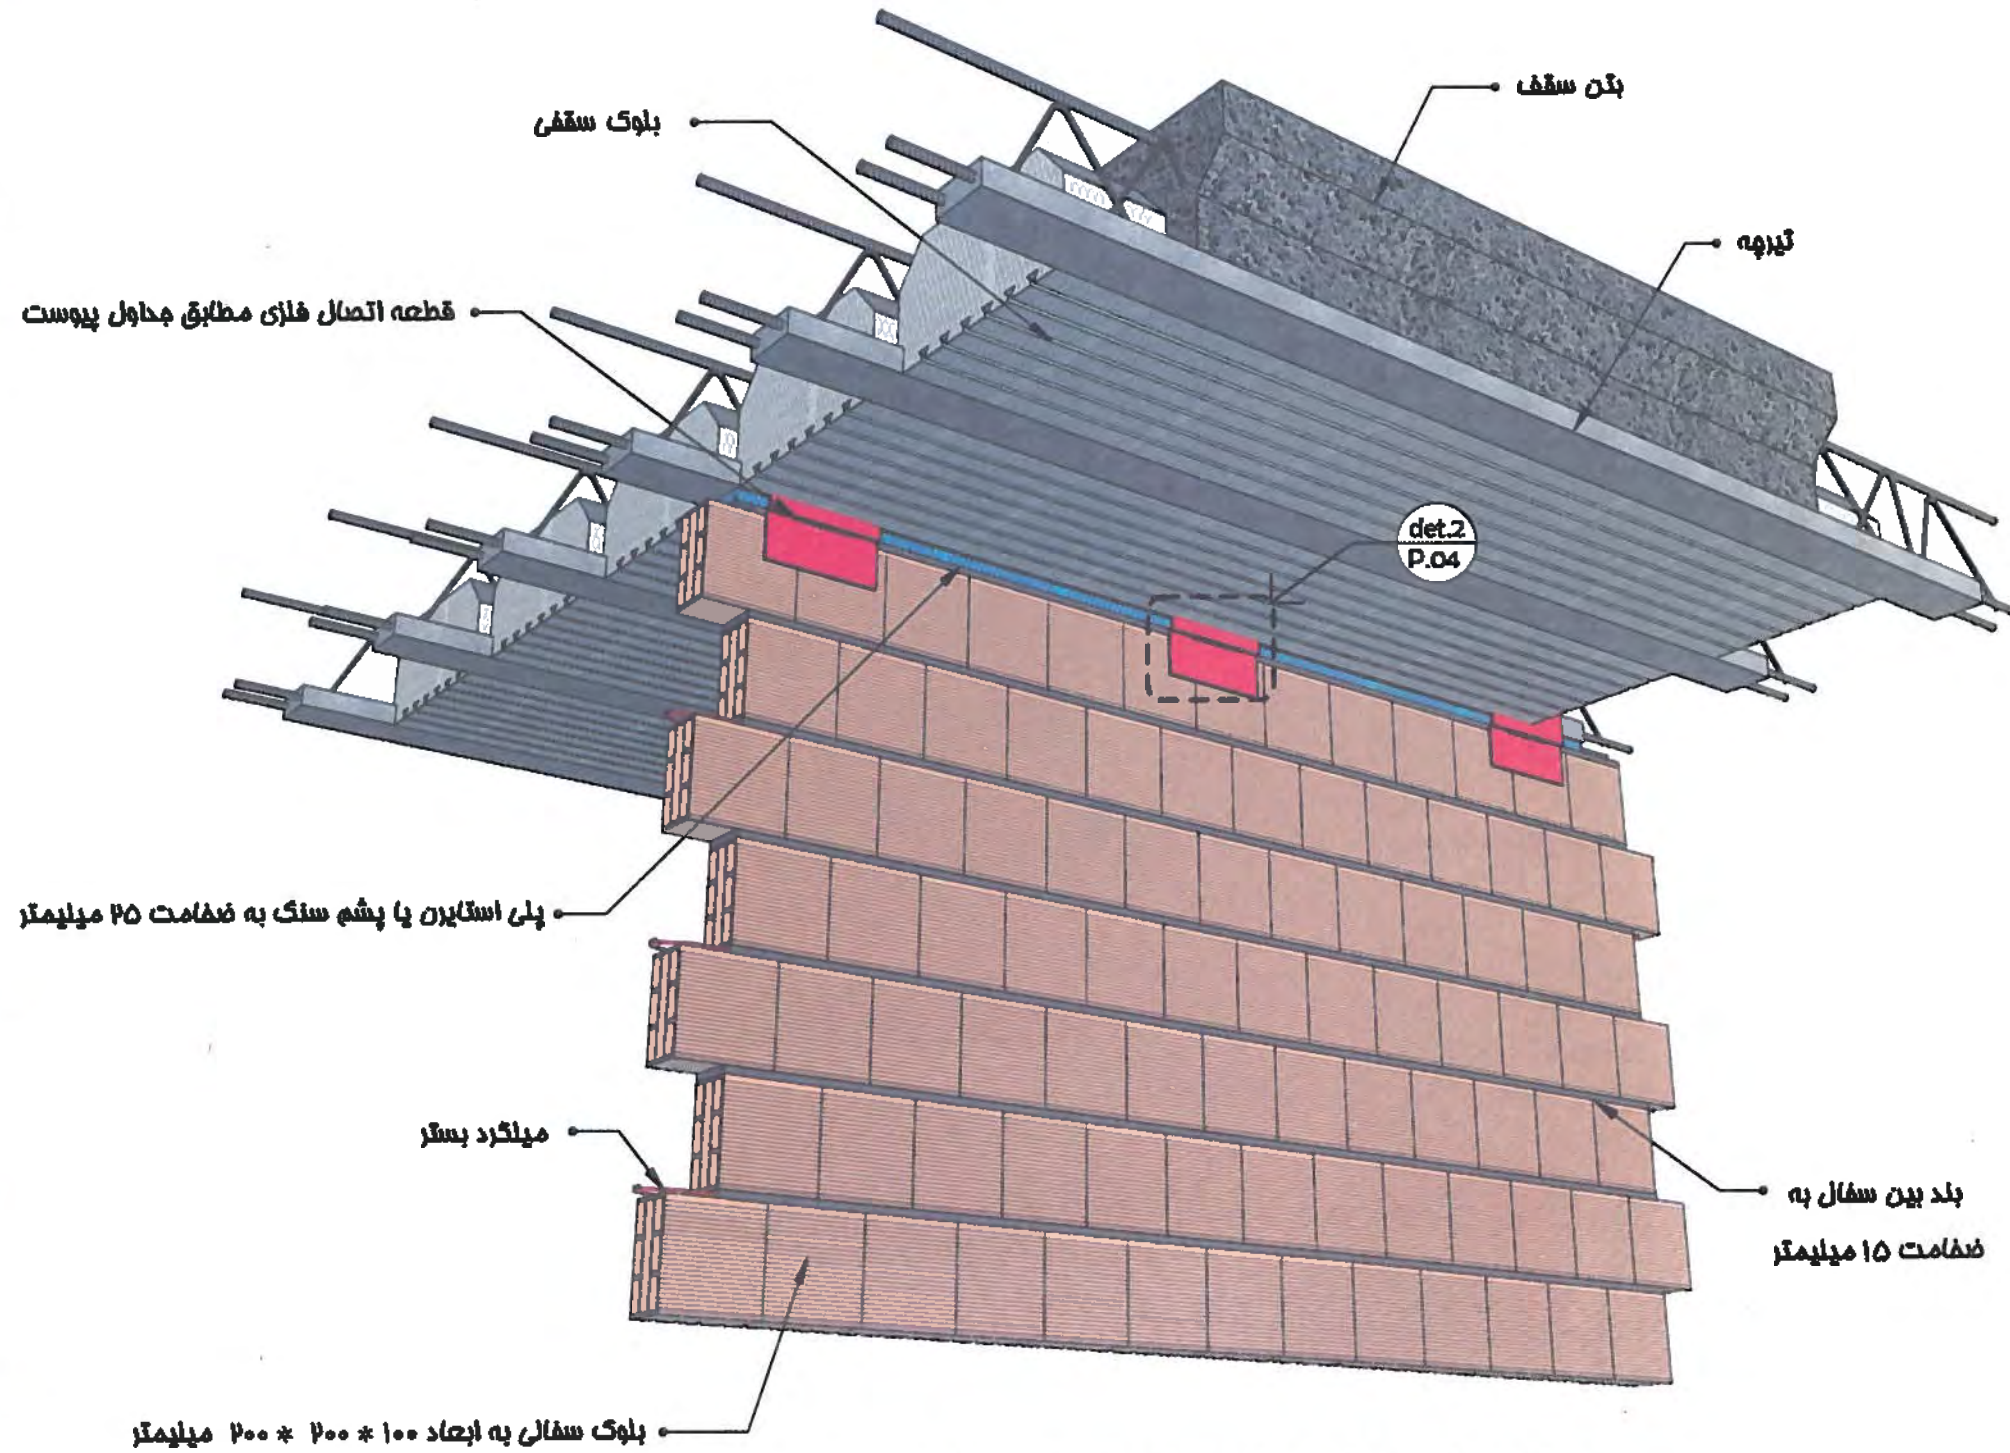 بتن سقف
بلوک سقفی
تیرچه
قطعه اتصال فلزی مطابق جداول پیوست
det.2
P.04
پلی استایرن یا پشم سنگ به ضخامت ۲۵ میلیمتر
میلگرد بستر
بند بین سفال به
ضخامت ۱۵ میلیمتر
بلوک سفالی به ابعاد ۱۰۰ * ۲۰۰ * ۲۰۰ میلیمتر